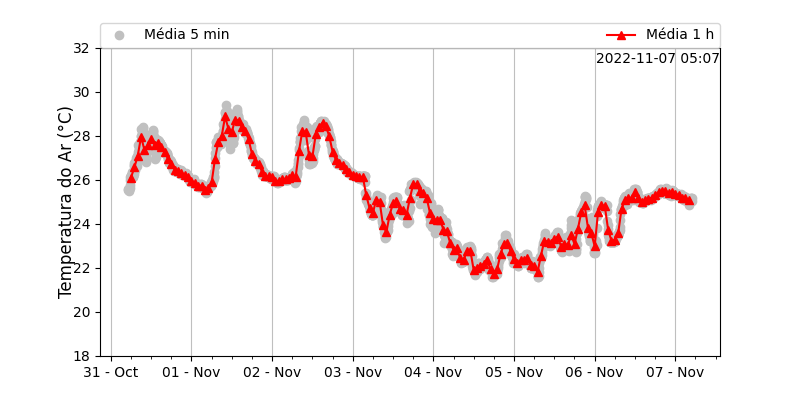 Média 5 min
Média 1 h
2022-11-07 05:07
Temperatura do Ar (°C)
32
30
28
26
24
22
20
18
31 - Oct
01 - Nov
02 - Nov
03 - Nov
04 - Nov
05 - Nov
06 - Nov
07 - Nov